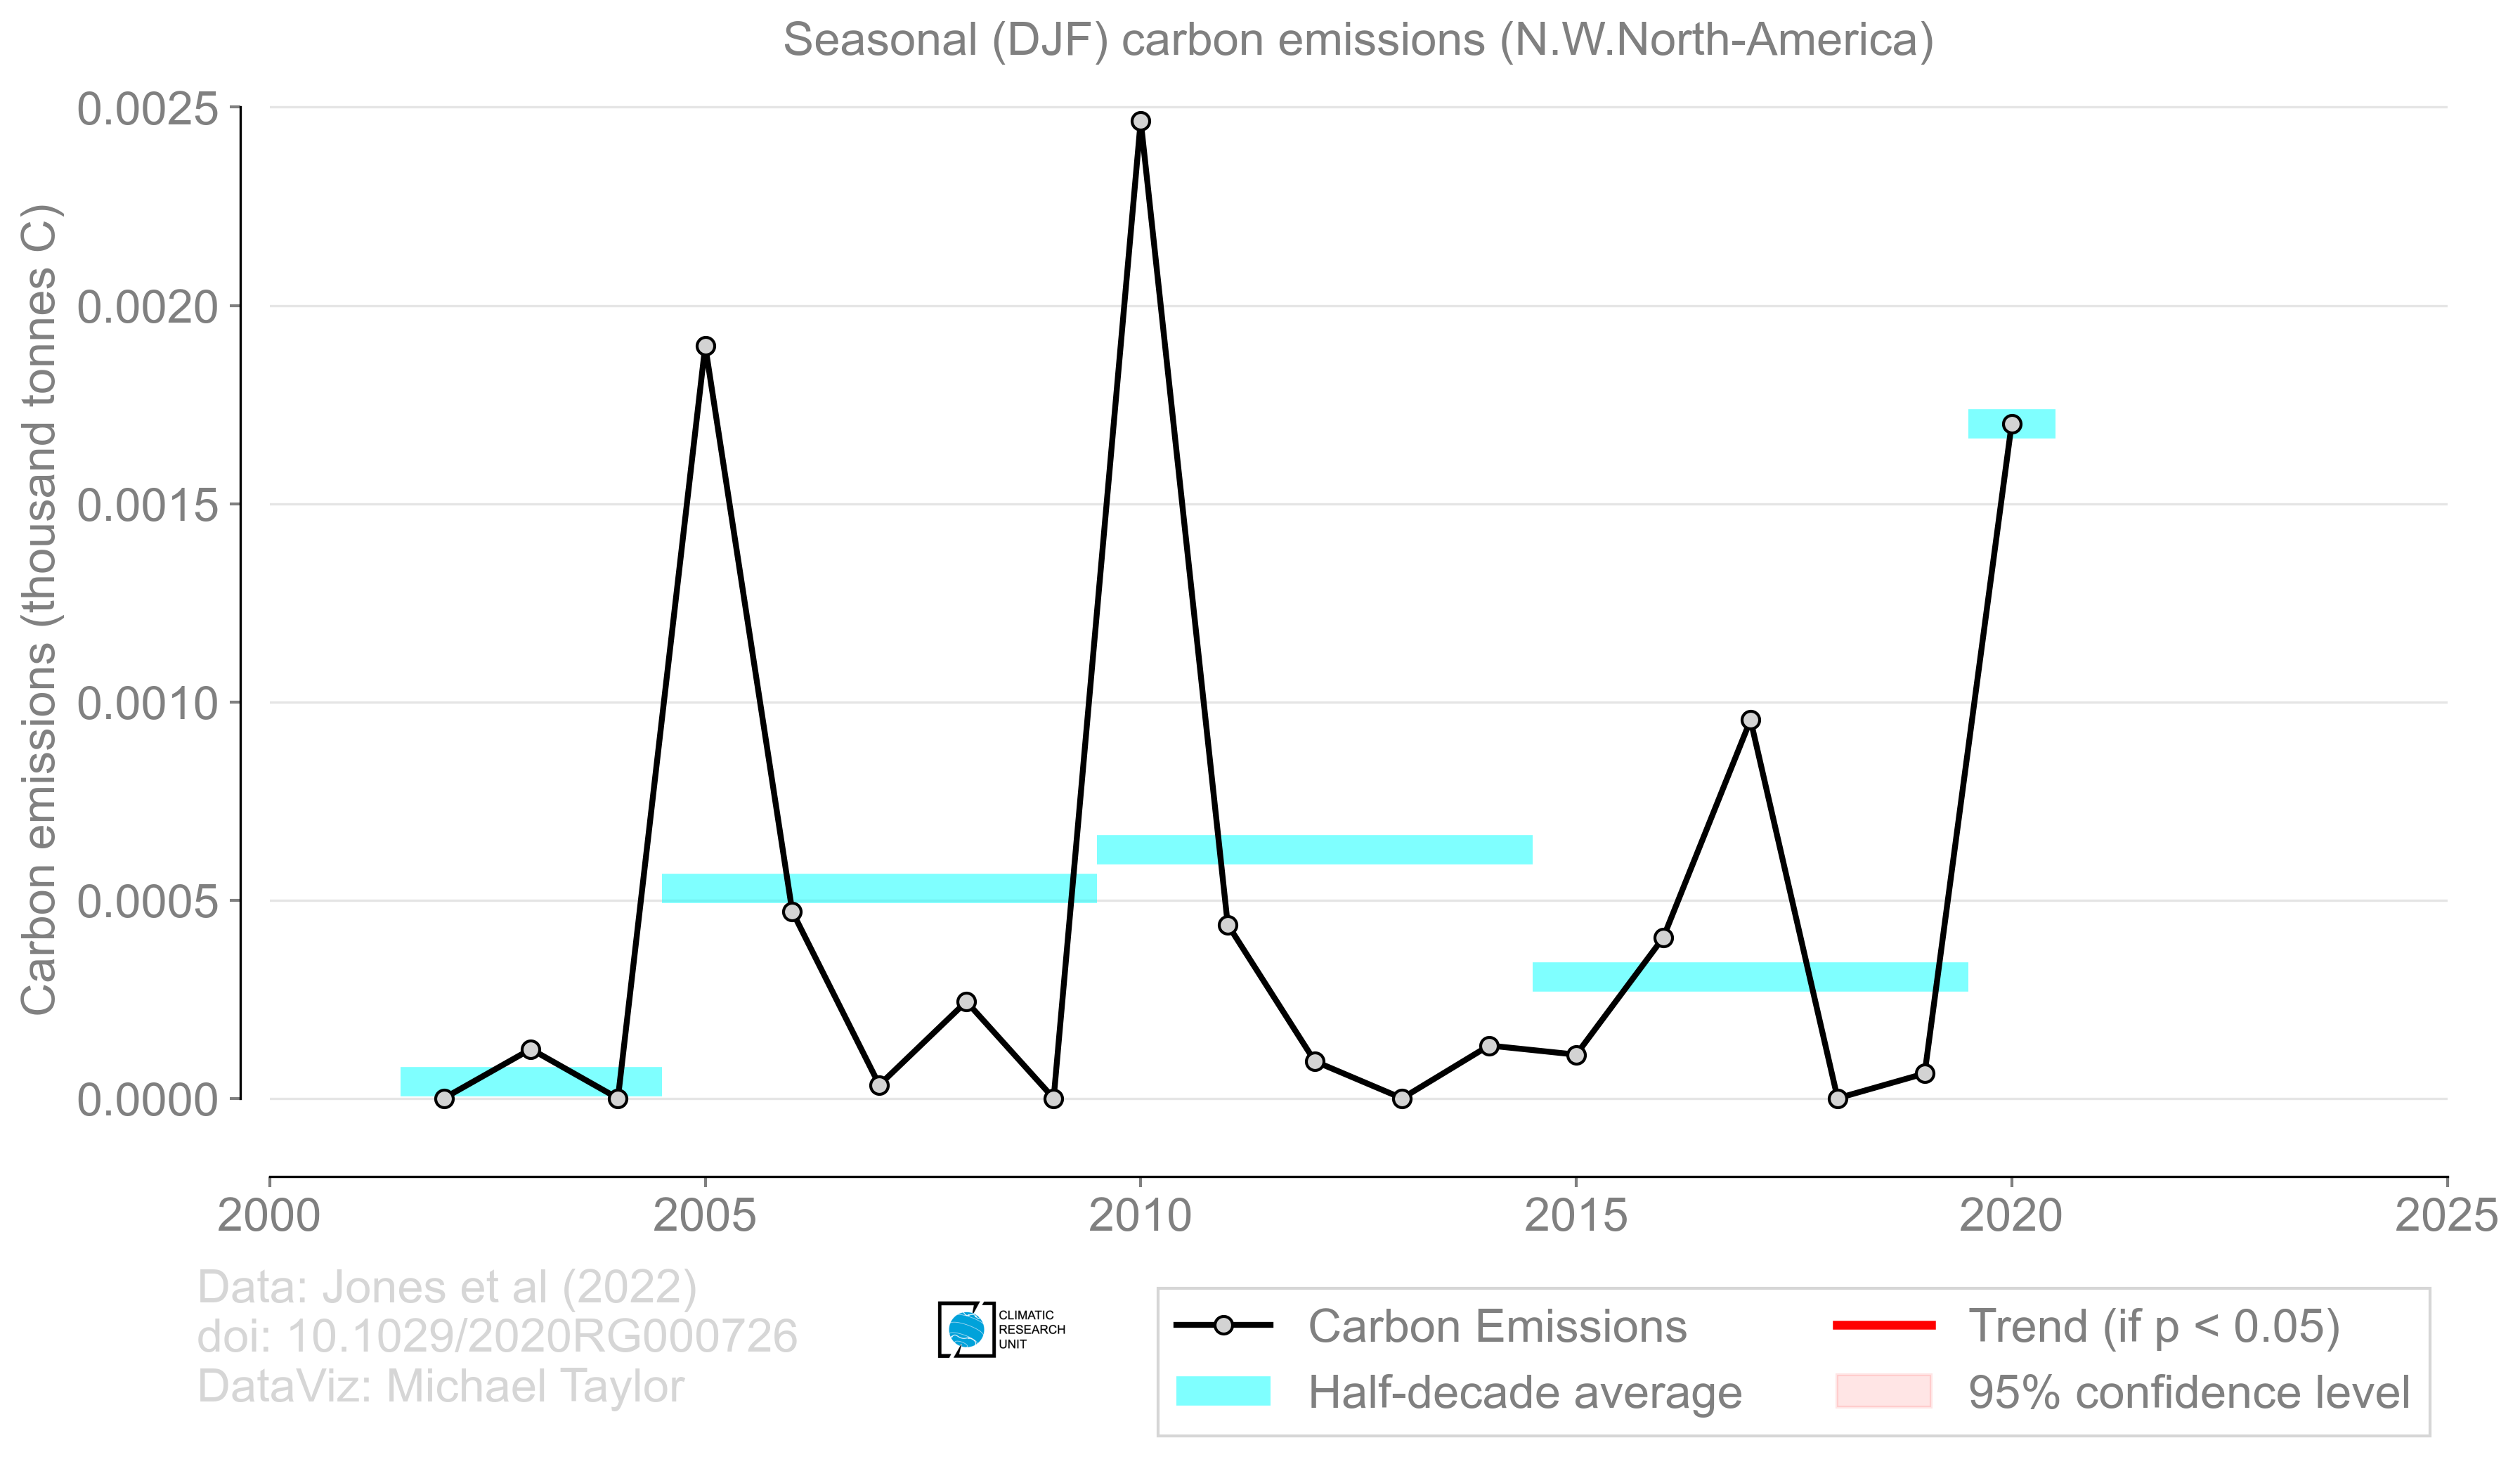 Seasonal (DJF) carbon emissions (N.W.North-America)
Carbon emissions (thousand tonnes C)
0.0025
0.0020
0.0015
0.0010
0.0005
0.0000
2000 2005 2010 2015 2020 2025
Data: Jones et al (2022)
doi: 10.1029/2020RG000726
DataViz: Michael Taylor
CLIMATIC
RESEARCH
UNIT
Carbon Emissions
Half-decade average
Trend (if p < 0.05)
95% confidence level